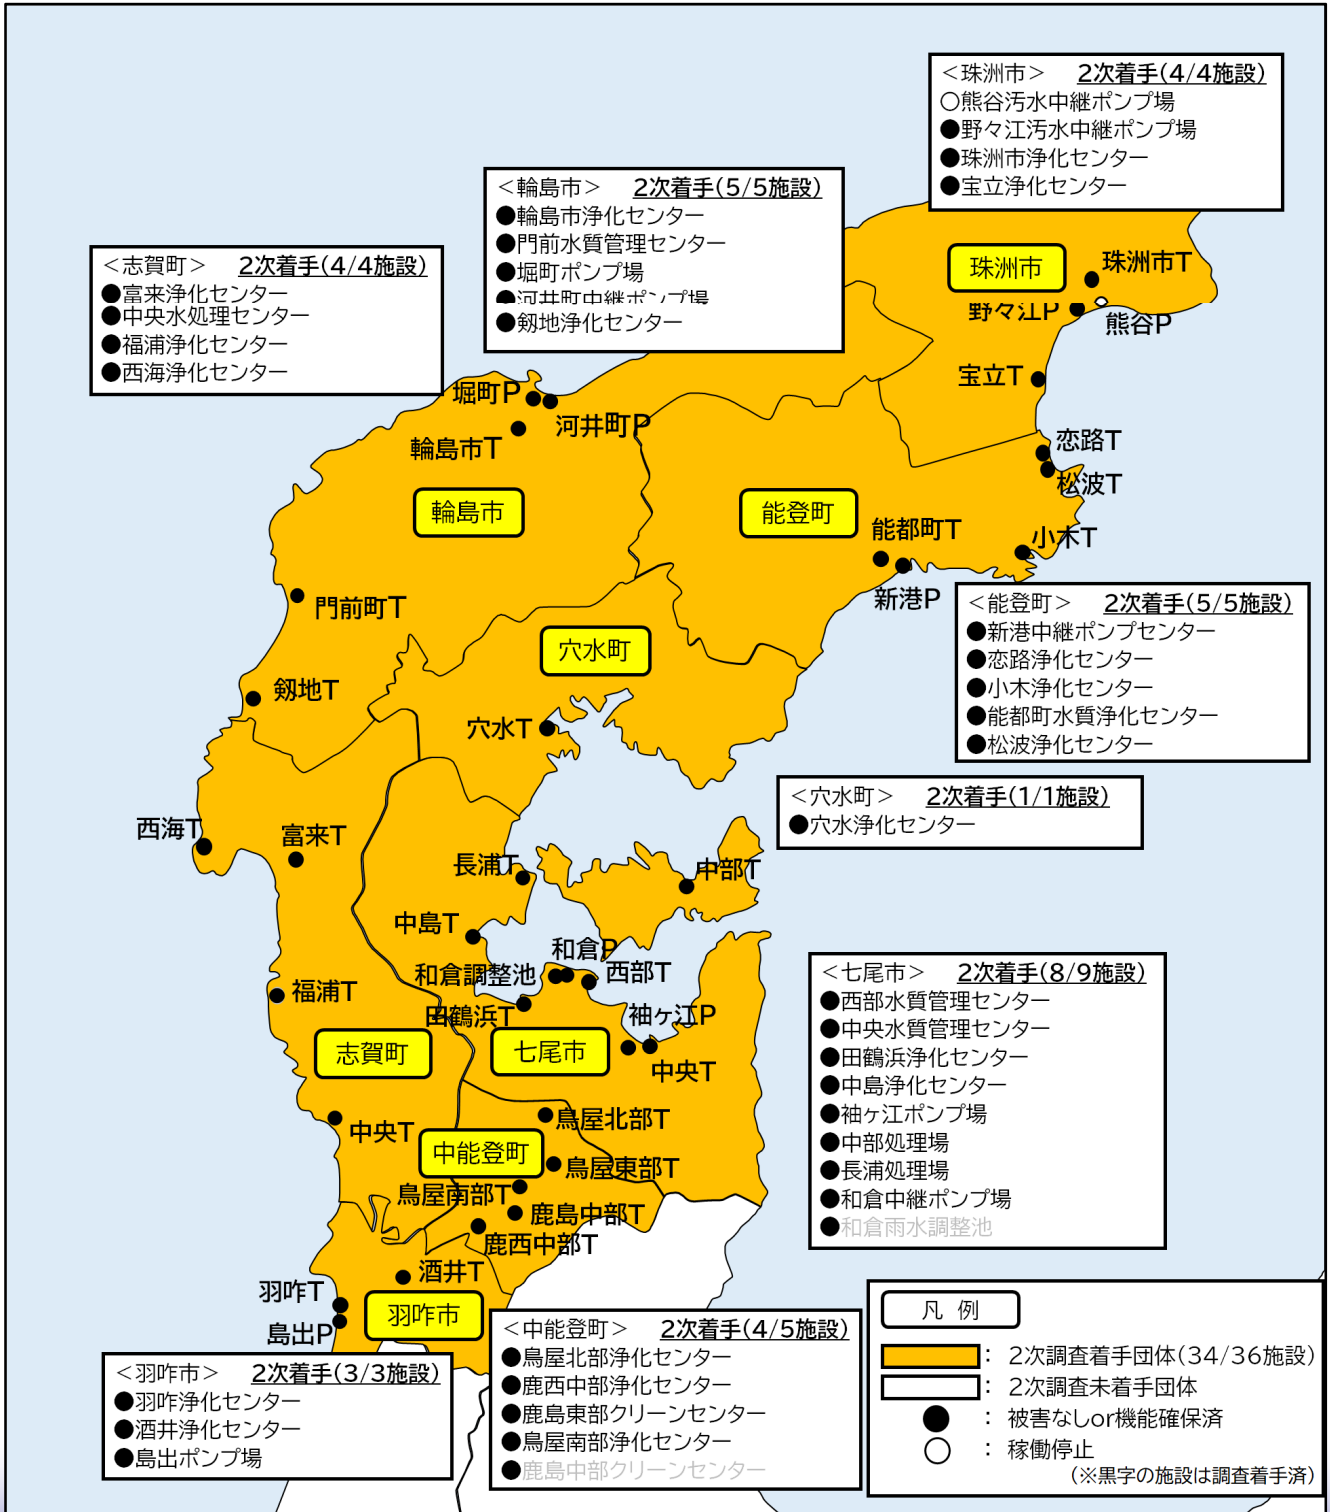 <珠洲市> 2次着手(4/4施設)
○熊谷汚水中継ポンプ場
●野々江汚水中継ポンプ場
●珠洲市浄化センター
●宝立浄化センター
<輪島市> 2次着手(5/5施設)
●輪島市浄化センター
●門前水質管理センター
●堀町ポンプ場
●河井町中継ポンプ場
●剱地浄化センター
<志賀町> 2次着手(4/4施設)
●富来浄化センター
●中央水処理センター
●福浦浄化センター
●西海浄化センター
珠洲市
珠洲市T
野々江P
熊谷P
宝立T
堀町P
河井町P
輪島市T
恋路T
松波T
輪島市
能登町
能都町T
小木T
新港P
門前町T
<能登町> 2次着手(5/5施設)
●新港中継ポンプセンター
●恋路浄化センター
●小木浄化センター
●能都町水質浄化センター
●松波浄化センター
穴水町
剱地T
穴水T
<穴水町> 2次着手(1/1施設)
●穴水浄化センター
西海T
富来T
長浦T
中部T
中島T
和倉P
和倉調整池
西部T
福浦T
田鶴浜T
袖ヶ江P
志賀町
七尾市
中央T
<七尾市> 2次着手(8/9施設)
●西部水質管理センター
●中央水質管理センター
●田鶴浜浄化センター
●中島浄化センター
●袖ヶ江ポンプ場
●中部処理場
●長浦処理場
●和倉中継ポンプ場
●和倉雨水調整池
中央T
鳥屋北部T
中能登町
鳥屋東部T
鳥屋南部T
鹿島中部T
鹿西中部T
酒井T
羽咋T
羽咋市
島出P
<羽咋市> 2次着手(3/3施設)
●羽咋浄化センター
●酒井浄化センター
●島出ポンプ場
<中能登町> 2次着手(4/5施設)
●鳥屋北部浄化センター
●鹿西中部浄化センター
●鹿島東部クリーンセンター
●鳥屋南部浄化センター
●鹿島中部クリーンセンター
凡 例
: 2次調査着手団体(34/36施設)
: 2次調査未着手団体
● : 被害なしor機能確保済
○ : 稼働停止
(※黒字の施設は調査着手済)